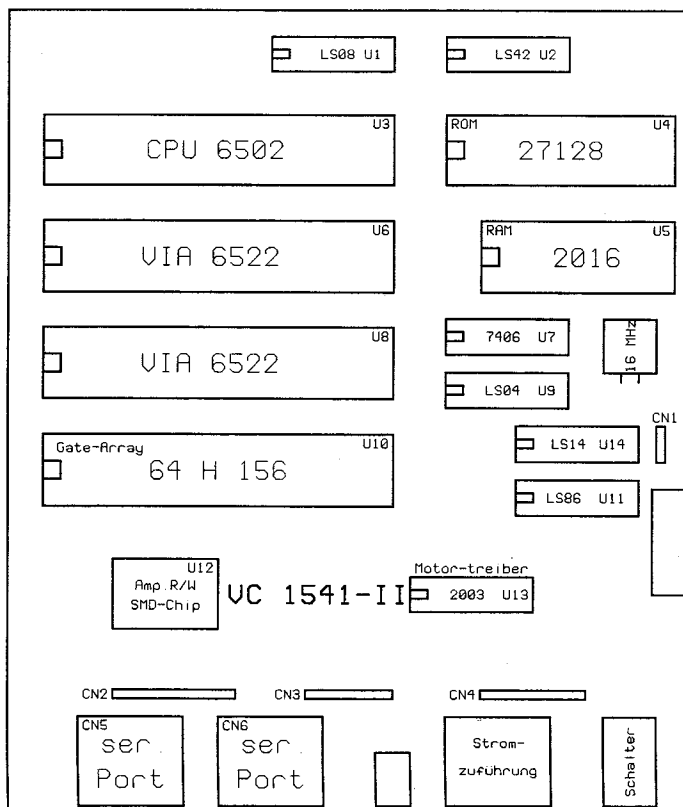 LS08 U1
LS42 U2
U3
CPU 6502
ROM
U4
27128
U6
VIA 6522
RAM
U5
2016
U8
VIA 6522
7406 U7
16 MHz
LS04 U9
CN1
Gate-Array
U10
64 H 156
LS14 U14
LS86 U11
U12
Amp.R/W
SMD-Chip
VC 1541-II
Motor-treiber
2003 U13
CN2
CN3
CN4
CN5
ser.
Port
CN6
ser.
Port
Strom-
zuführung
Schalter